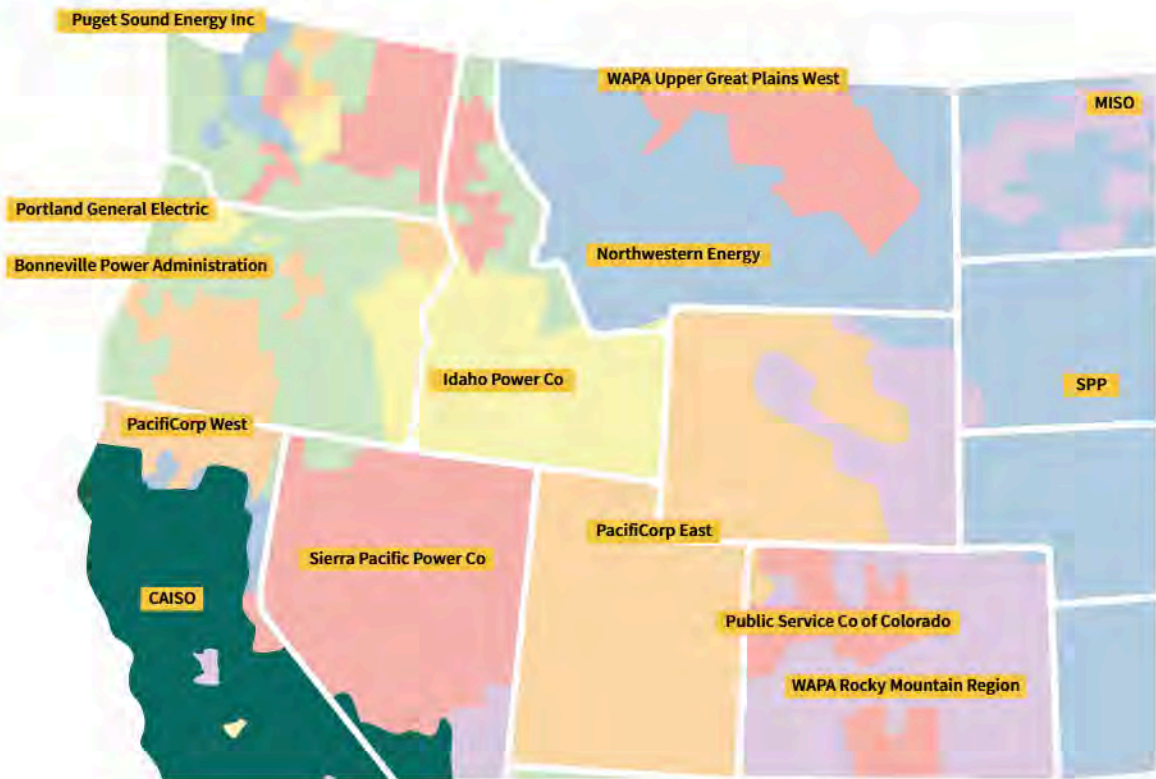 Puget Sound Energy Inc
WAPA Upper Great Plains West
MISO
Portland General Electric
Northwestern Energy
Bonneville Power Administration
Idaho Power Co
SPP
PacifiCorp West
PacifiCorp East
Sierra Pacific Power Co
CAISO
Public Service Co of Colorado
WAPA Rocky Mountain Region